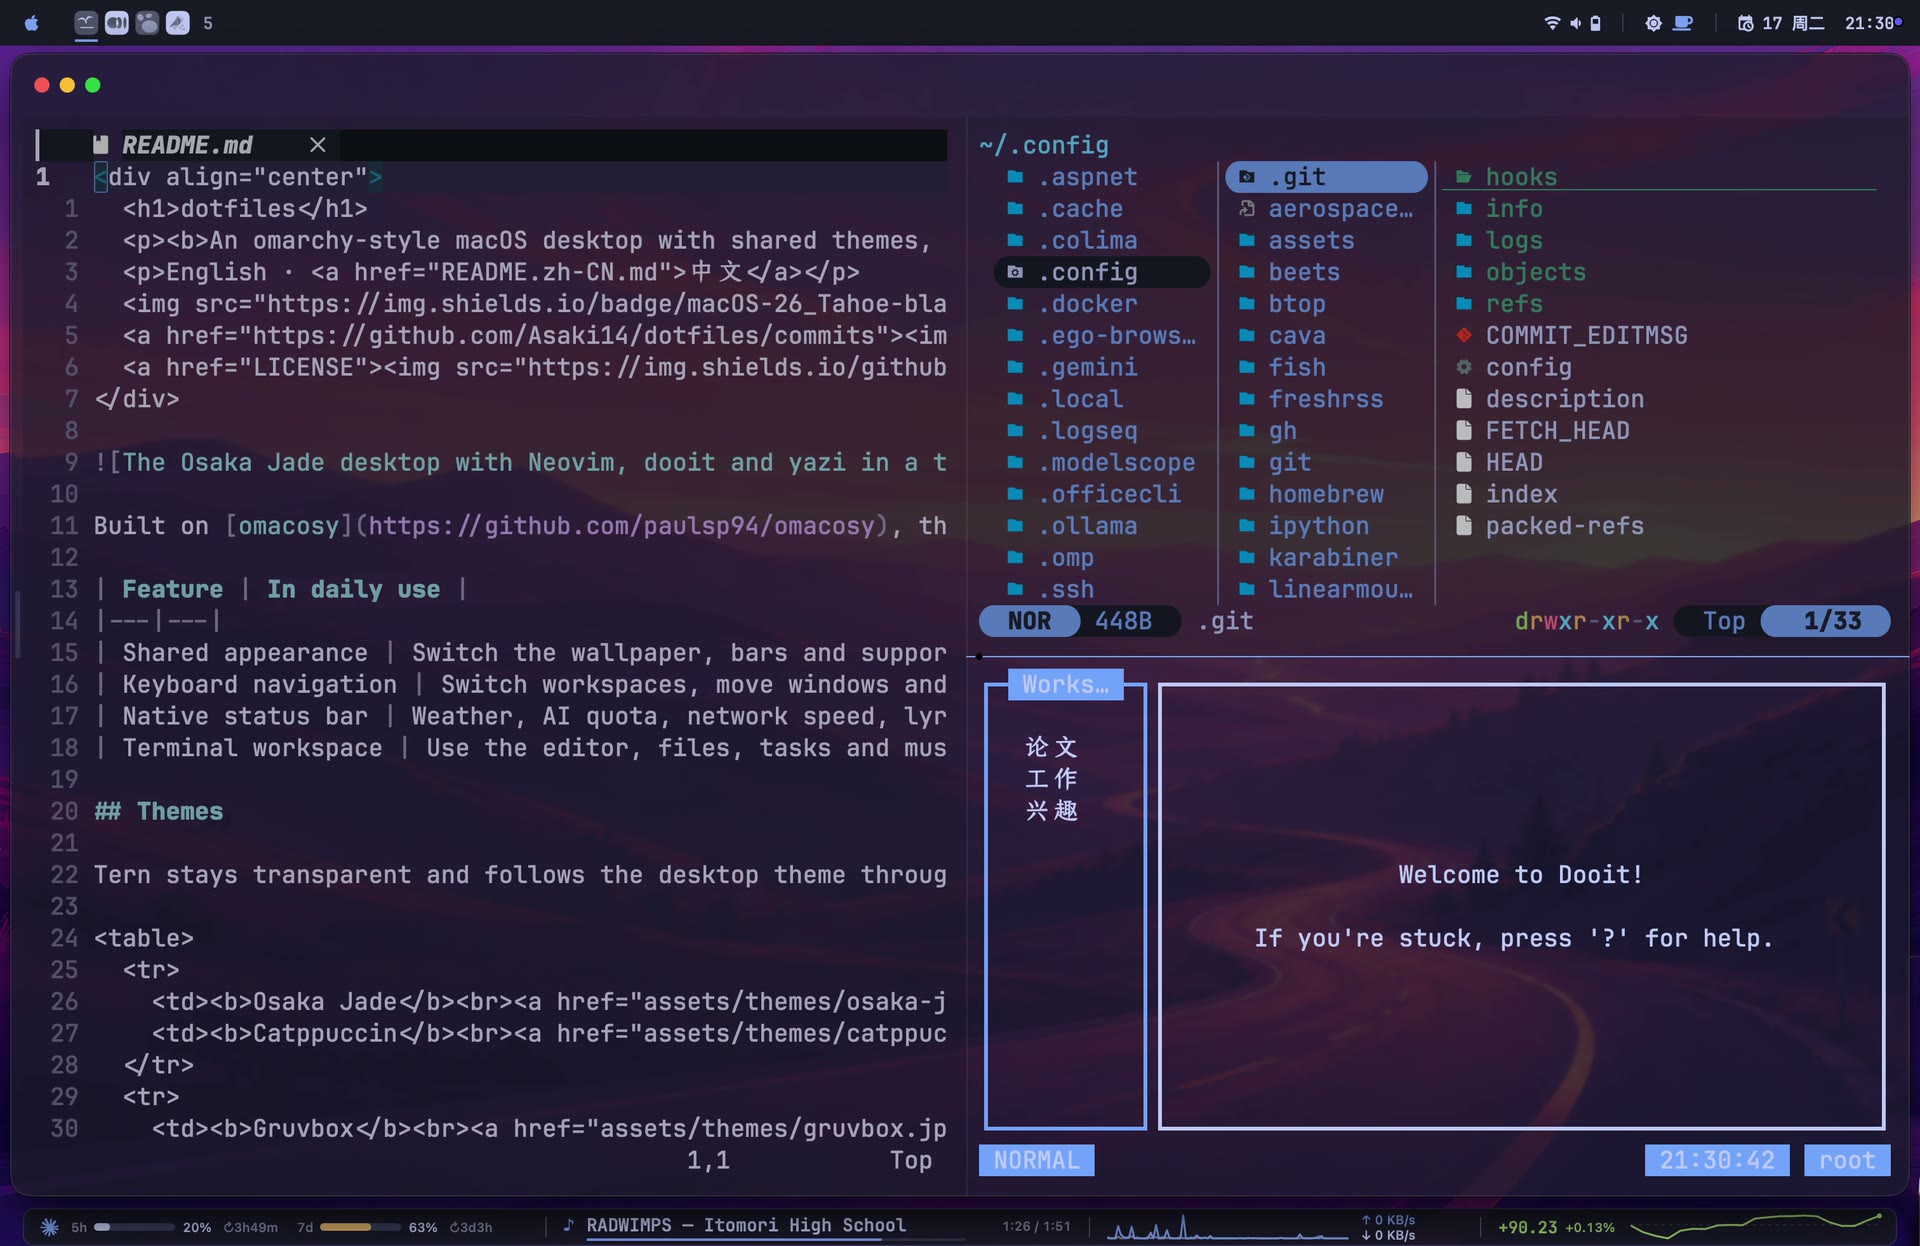 5
17 周二 21:30
README.md
1 <div align="center">
1 <h1>dotfiles</h1>
2 <p><b>An omarchy-style macOS desktop with shared themes,
3 <p>English · <a href="README.zh-CN.md">中文</a></p>
4 <img src="https://img.shields.io/badge/macOS-26_Tahoe-bla
5 <a href="https://github.com/Asaki14/dotfiles/commits"><im
6 <a href="LICENSE"><img src="https://img.shields.io/github
7 </div>
8
9 ![The Osaka Jade desktop with Neovim, dooit and yazi in a t
10
11 Built on [omacosy](https://github.com/paulsp94/omacosy), th
12
13 | Feature | In daily use |
14 |---|---|
15 | Shared appearance | Switch the wallpaper, bars and suppor
16 | Keyboard navigation | Switch workspaces, move windows and
17 | Native status bar | Weather, AI quota, network speed, lyr
18 | Terminal workspace | Use the editor, files, tasks and mus
19
20 ## Themes
21
22 Tern stays transparent and follows the desktop theme throug
23
24 <table>
25 <tr>
26 <td><b>Osaka Jade</b><br><a href="assets/themes/osaka-j
27 <td><b>Catppuccin</b><br><a href="assets/themes/catppuc
28 </tr>
29 <tr>
30 <td><b>Gruvbox</b><br><a href="assets/themes/gruvbox.jp
1,1 Top
~/.config
.aspnet
.cache
.colima
.config
.docker
.ego-brows…
.gemini
.local
.logseq
.modelscope
.officecli
.ollama
.omp
.ssh
.git
aerospace…
assets
beets
btop
cava
fish
freshrss
gh
git
homebrew
ipython
karabiner
linearmou…
hooks
info
logs
objects
refs
COMMIT_EDITMSG
config
description
FETCH_HEAD
HEAD
index
packed-refs
NOR 448B .git drwxr-xr-x Top 1/33
Works…
论文
工作
兴趣
Welcome to Dooit!
If you're stuck, press '?' for help.
NORMAL 21:30:42 root
5h 20% 3h49m 7d 63% 3d3h
RADWIMPS — Itomori High School 1:26 / 1:51
↑ 0 KB/s
↓ 0 KB/s
+90.23 +0.13%